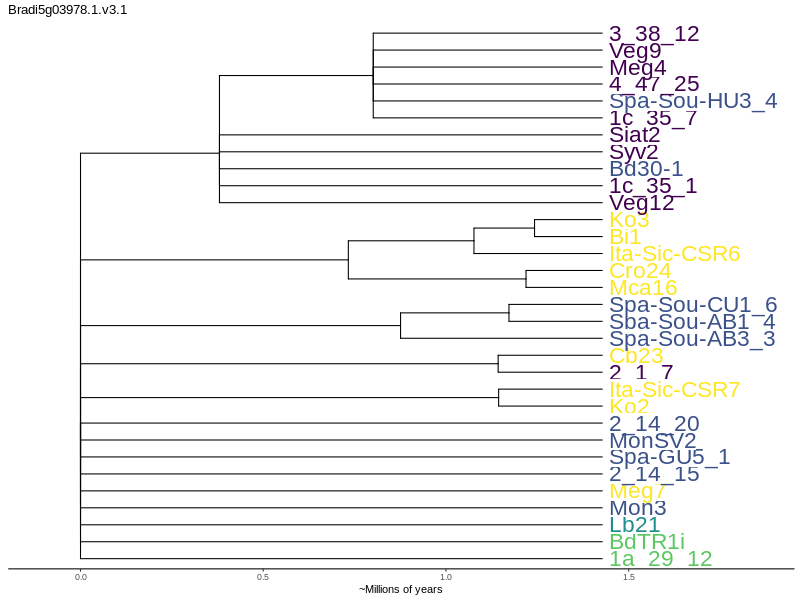 Bradi5g03978.1.v3.1
3_38_12
Veg9
Meg4
4_47_25
Spa-Sou-HU3_4
1c_35_7
Siat2
Syv2
Bd30-1
1c_35_1
Veg12
Ko3
Bi1
Ita-Sic-CSR6
Cro24
Mca16
Spa-Sou-CU1_6
Sba-Sou-AB1_4
Spa-Sou-AB3_3
Cb23
2_1_7
Ita-Sic-CSR7
Ko2
2_14_20
MonSV2
Spa-GU5_1
2_14_15
Meg7
Mon3
Lb21
BdTR1i
1a_29_12
0.0 0.5 1.0 1.5
~Millions of years